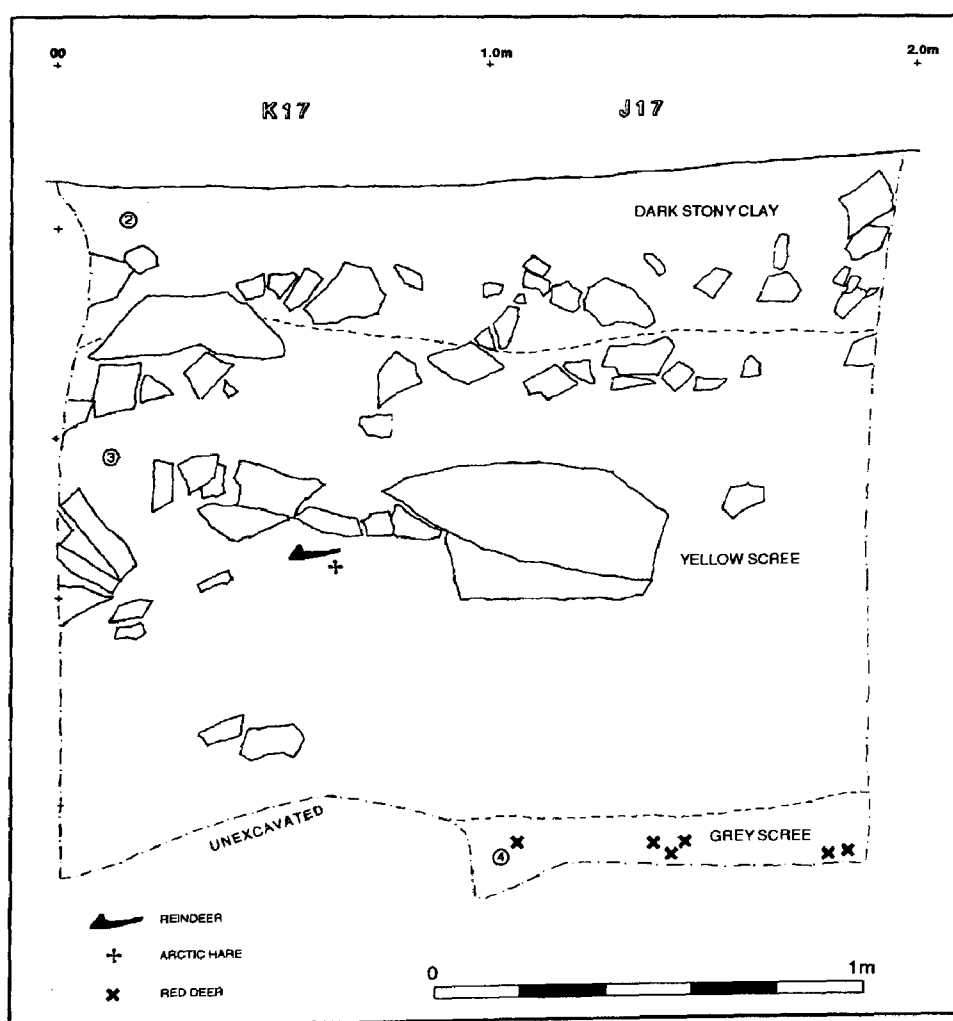 00 1.0m 2.0m
K17 J17
② DARK STONY CLAY
③
YELLOW SCREE
UNEXCAVATED
④ GREY SCREE
REINDEER
ARCTIC HARE
RED DEER
0 1m